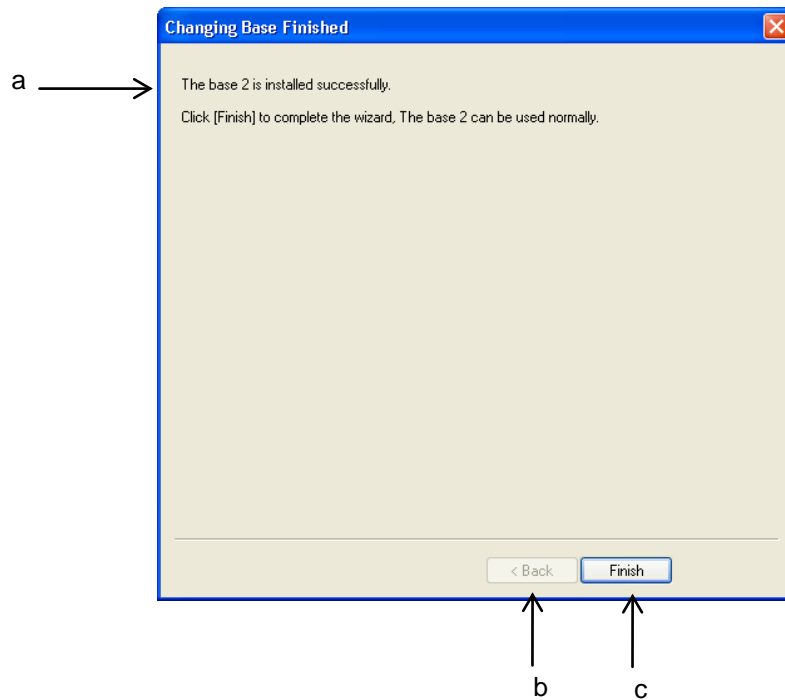 Changing Base Finished
a
The base 2 is installed successfully.
Click [Finish] to complete the wizard, The base 2 can be used normally.
< Back
Finish
b
c